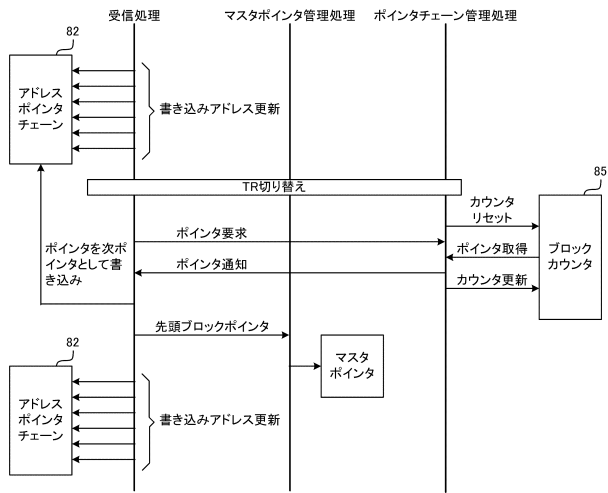 受信処理
マスタポインタ管理処理
ポインタチェーン管理処理
82
アドレス
ポインタ
チェーン
書き込みアドレス更新
TR切り替え
85
カウンタ
リセット
ポインタ要求
ポインタ取得
ブロック
カウンタ
ポインタを次ポ
インタとして書
き込み
ポインタ通知
カウンタ更新
先頭ブロックポインタ
82
マスタ
ポインタ
アドレス
ポインタ
チェーン
書き込みアドレス更新